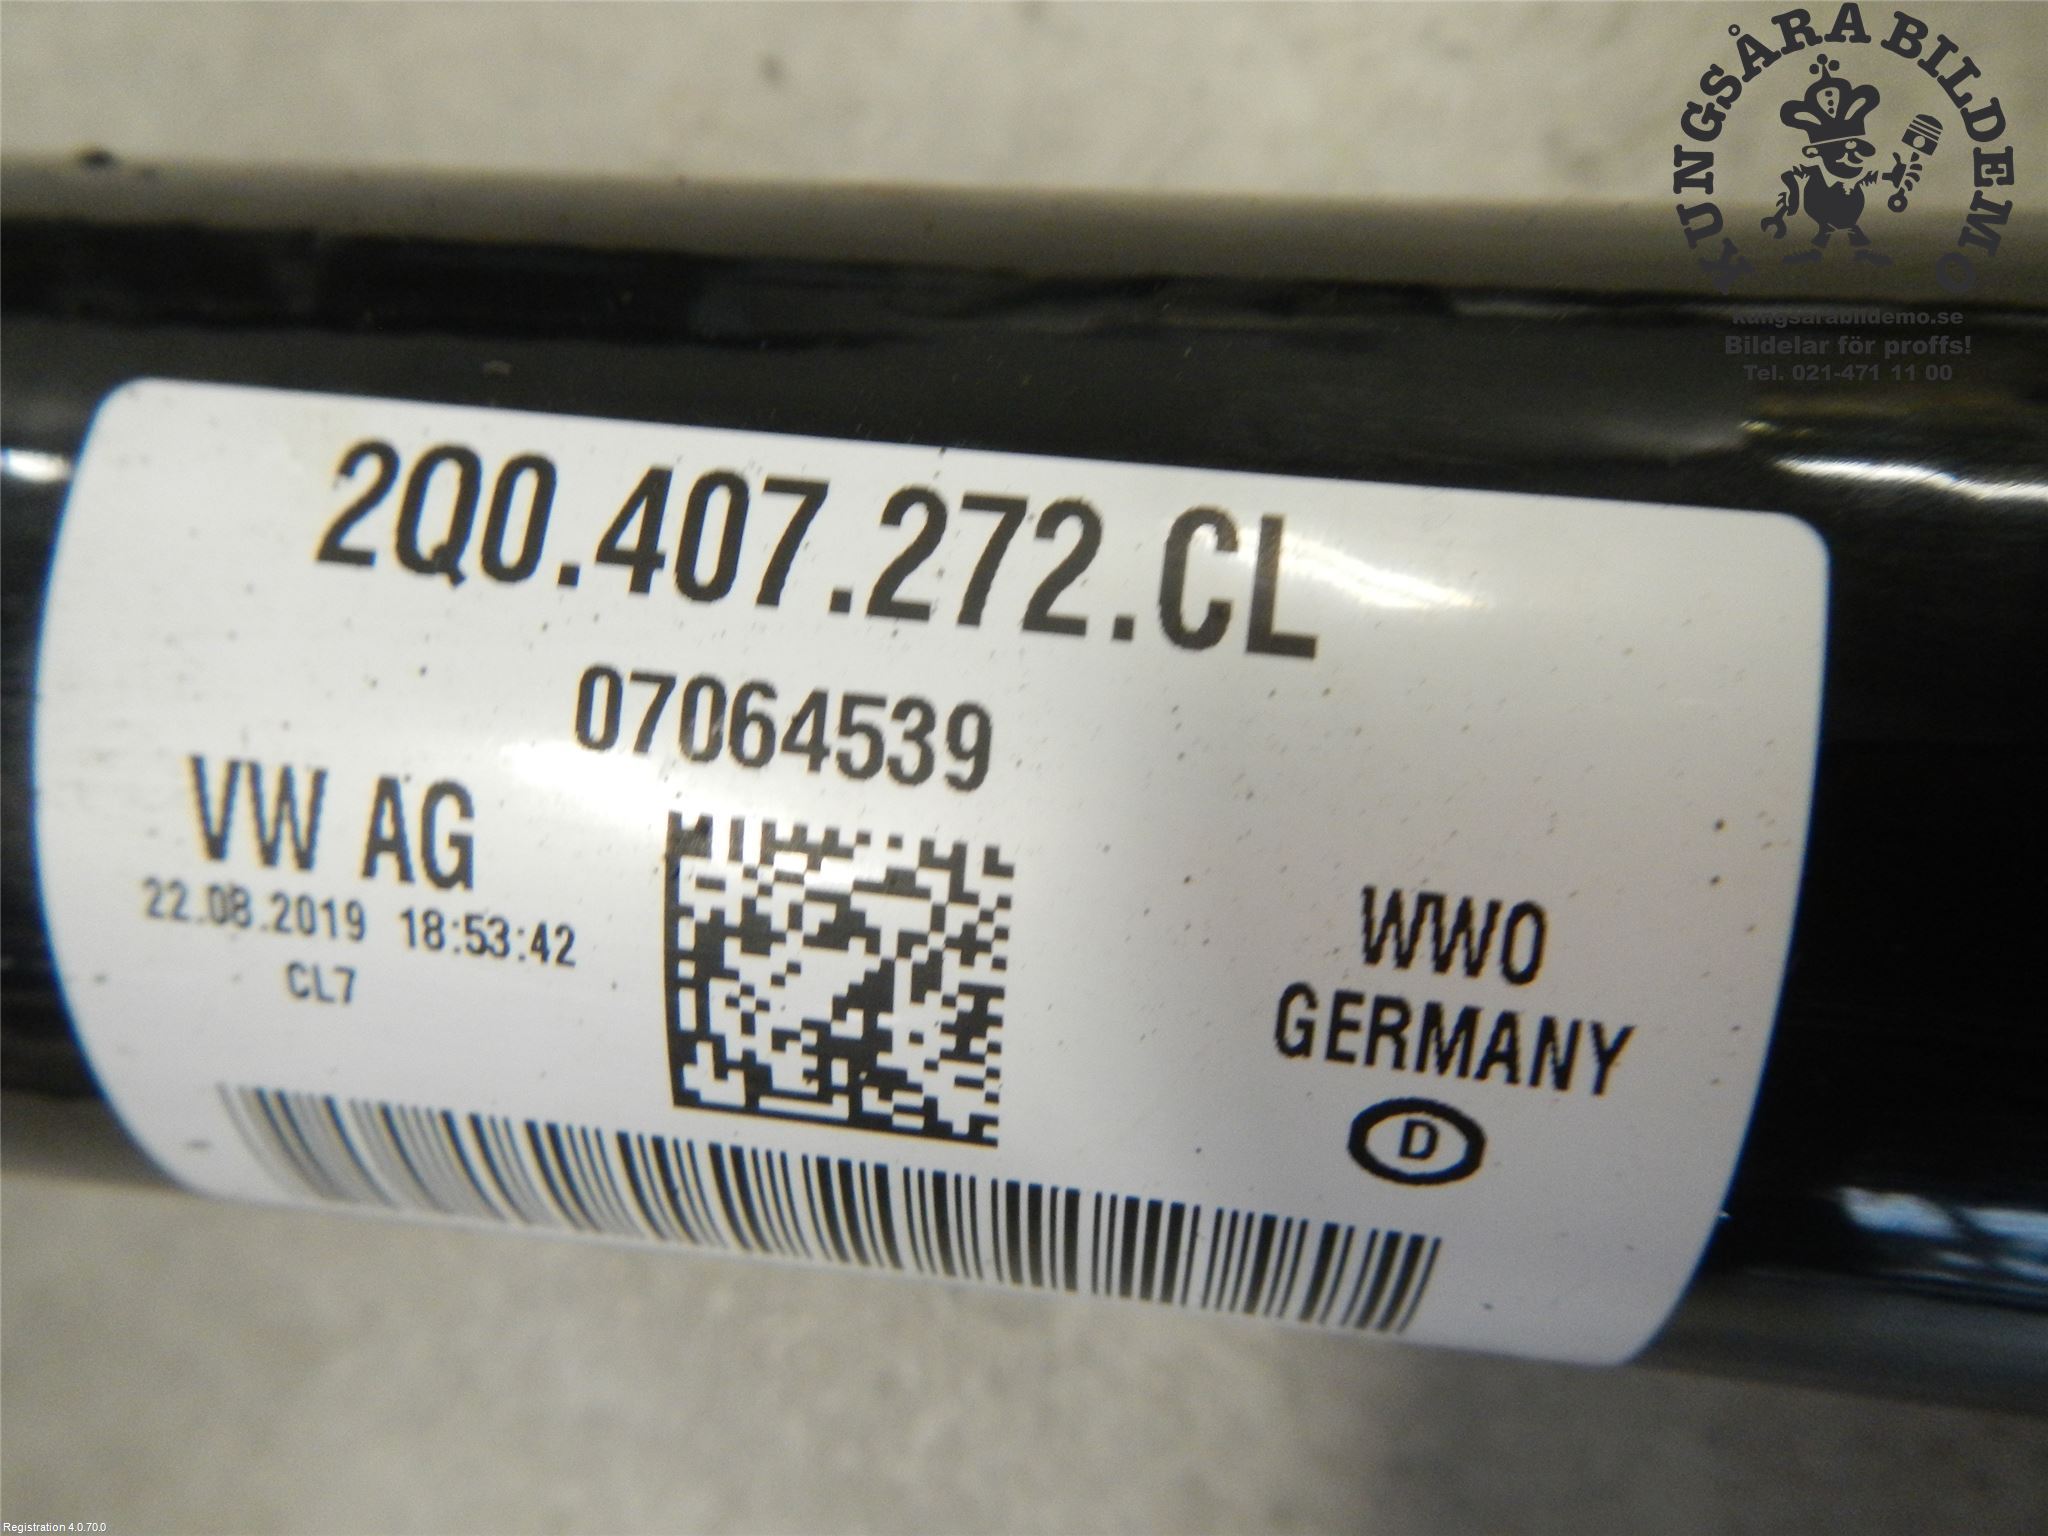 KUNGSÅRA BILDEMO
kungsarabildemo.se
Bildelar för proffs!
Tel. 021-471 11 00
2Q0.407.272.CL
07064539
VW AG
22.08.2019 18:53:42
CL7
WWO
GERMANY
D
Registration 4.0.70.0